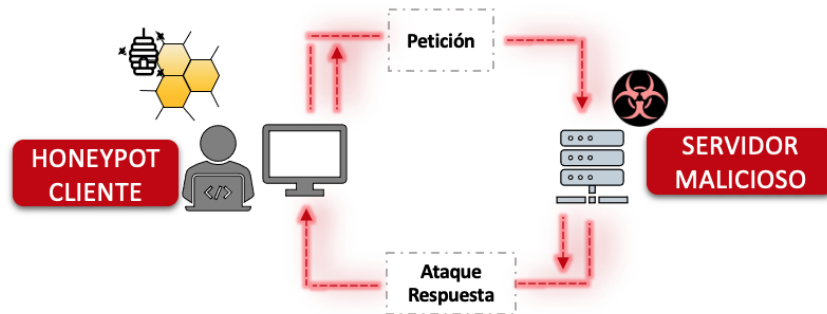 Petición
HONEYPOT
CLIENTE
</>
SERVIDOR
MALICIOSO
Ataque
Respuesta